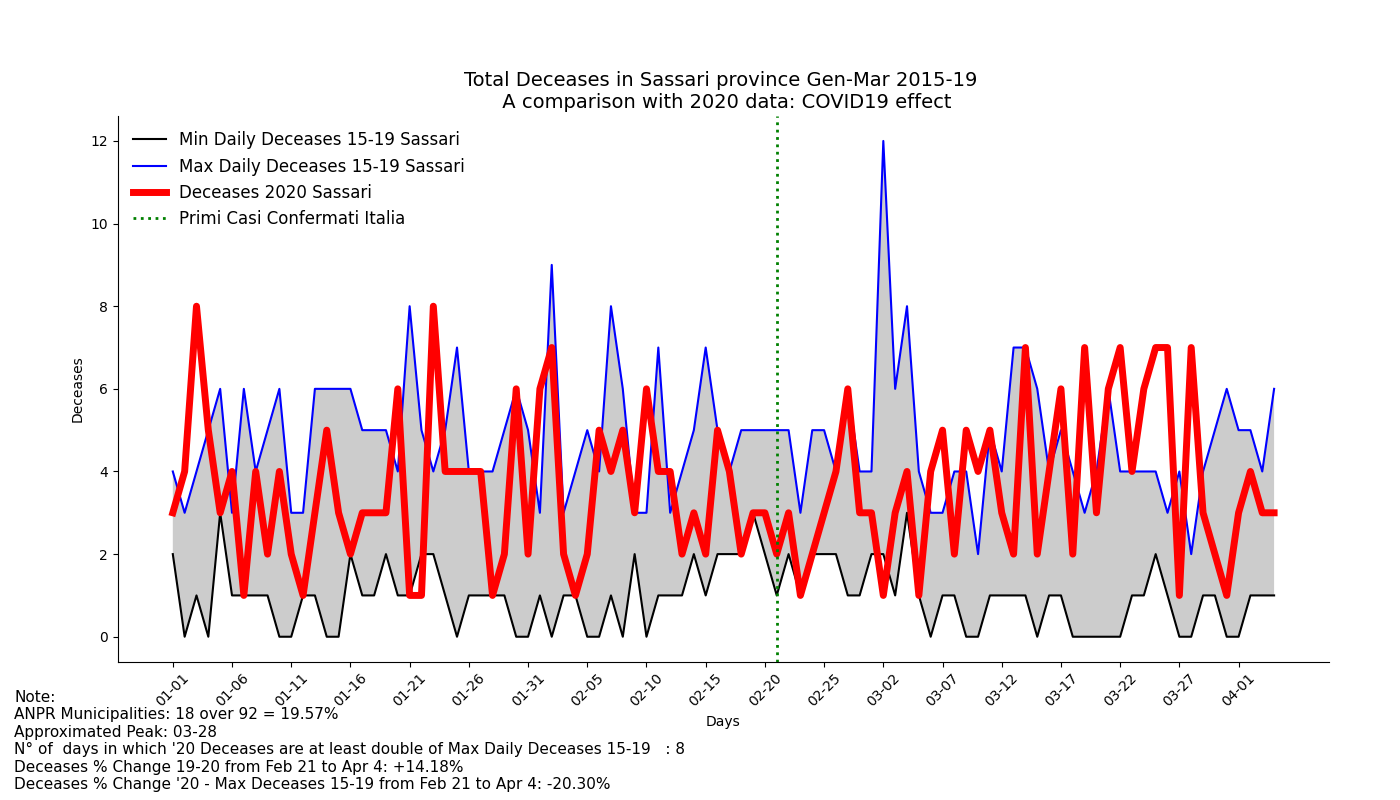 Total Deceases in Sassari province Gen-Mar 2015-19
A comparison with 2020 data: COVID19 effect
Min Daily Deceases 15-19 Sassari
Max Daily Deceases 15-19 Sassari
Deceases 2020 Sassari
Primi Casi Confermati Italia
12
10
8
6
4
2
0
Deceases
01-01
01-06
01-11
01-16
01-21
01-26
01-31
02-05
02-10
02-15
02-20
02-25
03-02
03-07
03-12
03-17
03-22
03-27
04-01
Days
Note:
ANPR Municipalities: 18 over 92 = 19.57%
Approximated Peak: 03-28
N° of  days in which '20 Deceases are at least double of Max Daily Deceases 15-19   : 8
Deceases % Change 19-20 from Feb 21 to Apr 4: +14.18%
Deceases % Change '20 - Max Deceases 15-19 from Feb 21 to Apr 4: -20.30%